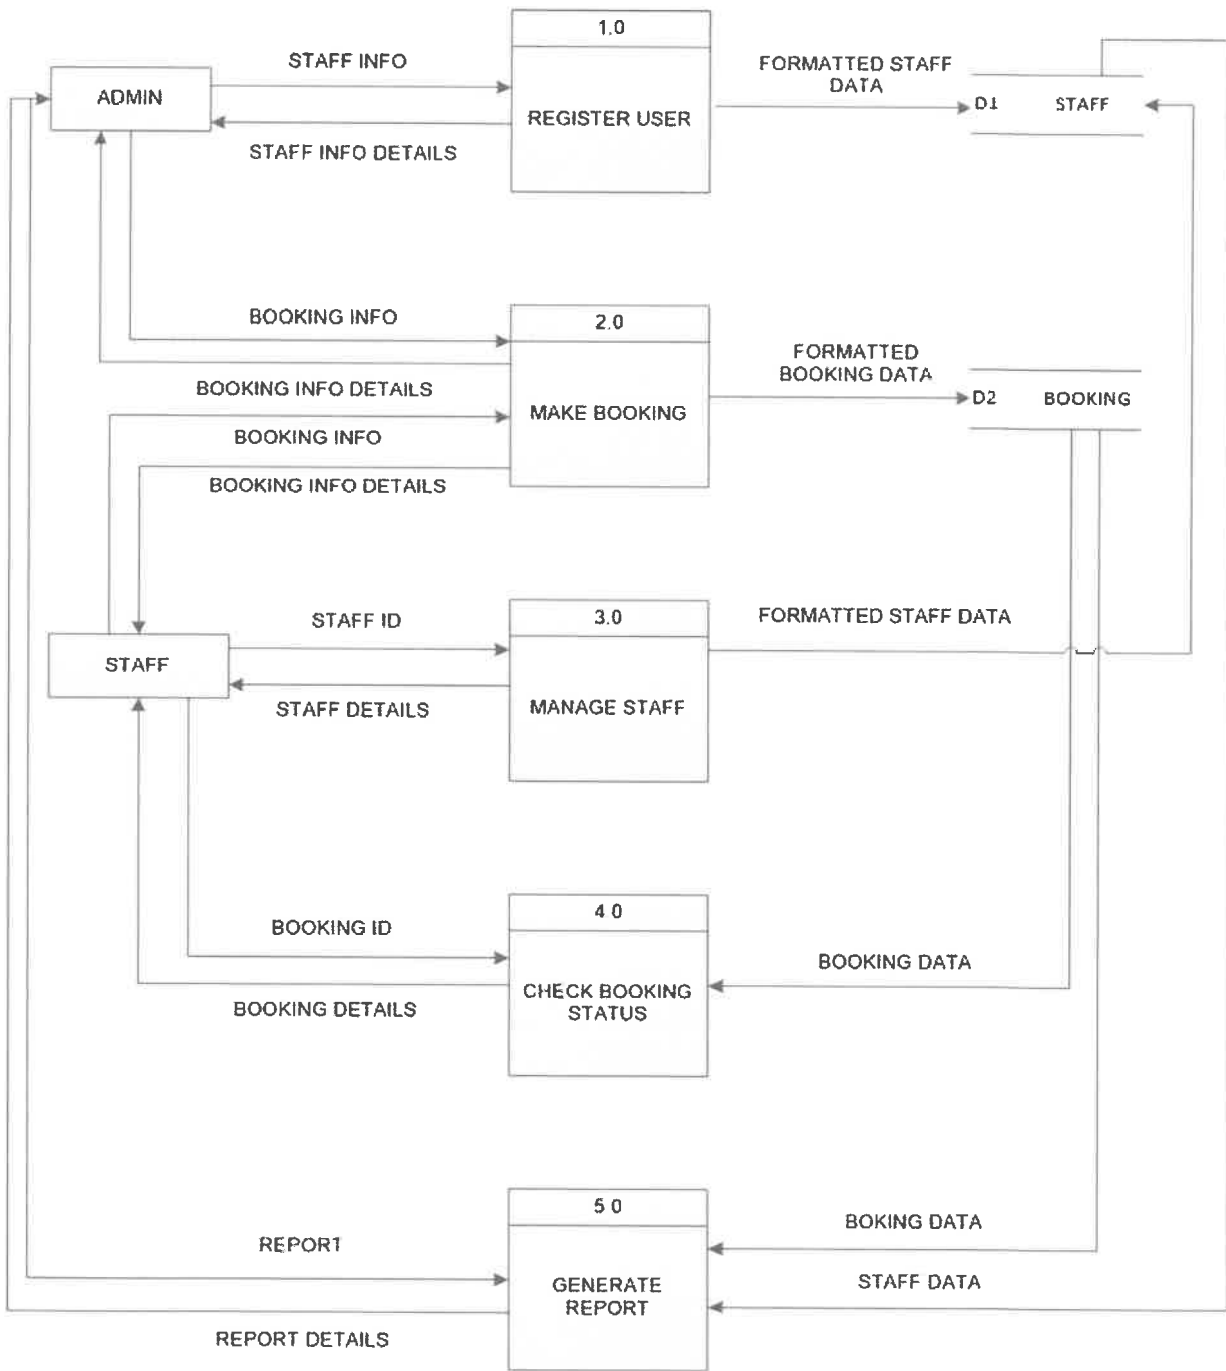 1.0
STAFF INFO
FORMATTED STAFF
DATA
ADMIN
REGISTER USER
D1 STAFF
STAFF INFO DETAILS
BOOKING INFO
2.0
FORMATTED
BOOKING DATA
BOOKING INFO DETAILS
MAKE BOOKING
D2 BOOKING
BOOKING INFO
BOOKING INFO DETAILS
STAFF ID
3.0
FORMATTED STAFF DATA
STAFF
STAFF DETAILS
MANAGE STAFF
4 0
BOOKING ID
BOOKING DATA
CHECK BOOKING
STATUS
BOOKING DETAILS
5 0
BOKING DATA
REPORT
GENERATE
REPORT
STAFF DATA
REPORT DETAILS